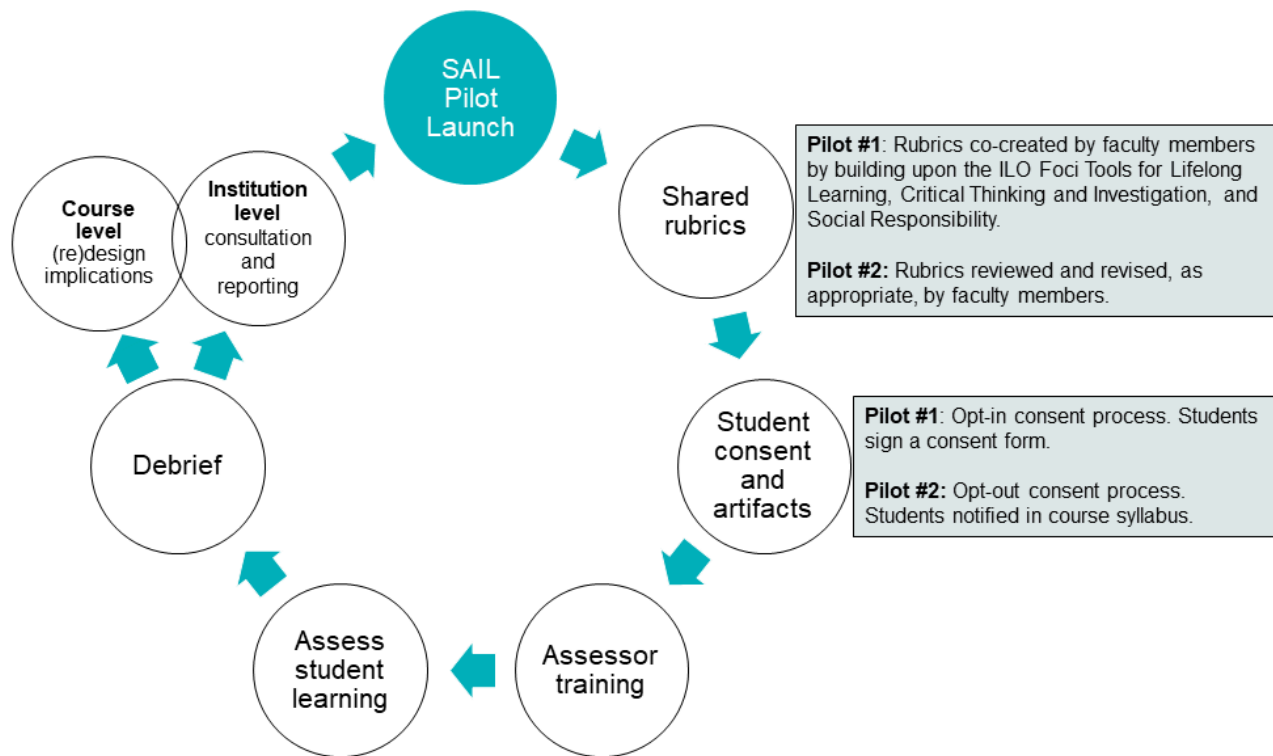 SAIL
Pilot
Launch
Shared
rubrics
Pilot #1: Rubrics co-created by faculty members
by building upon the ILO Foci Tools for Lifelong
Learning, Critical Thinking and Investigation, and
Social Responsibility.
Pilot #2: Rubrics reviewed and revised, as
appropriate, by faculty members.
Student
consent
and
artifacts
Pilot #1: Opt-in consent process. Students
sign a consent form.
Pilot #2: Opt-out consent process.
Students notified in course syllabus.
Assessor
training
Assess
student
learning
Debrief
Course
level
(re)design
implications
Institution
level
consultation
and
reporting